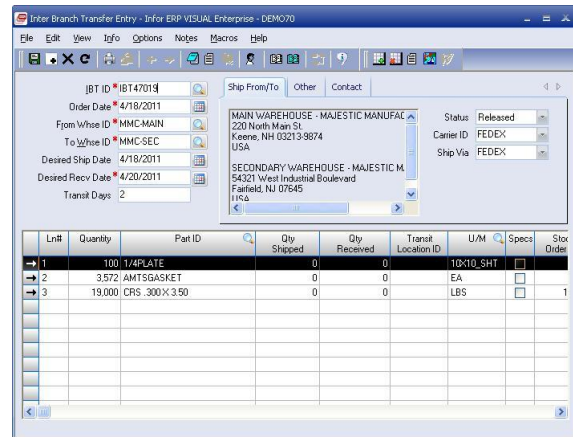 Inter Branch Transfer Entry - Infor ERP VISUAL Enterprise - DEMO70
File Edit View Info Options Notes Macros Help
IBT ID * IBT47019
Order Date * 4/18/2011
From Whse ID * MMC-MAIN
To Whse ID * MMC-SEC
Desired Ship Date 4/18/2011
Desired Recv Date * 4/20/2011
Transit Days 2
Ship From/To Other Contact
MAIN WAREHOUSE - MAJESTIC MANUFAC
220 North Main St.
Keene, NH 03213-9874
USA
SECONDARY WAREHOUSE - MAJESTIC M
54321 West Industrial Boulevard
Fairfield, NJ 07645
USA
Status Released
Carrier ID FEDEX
Ship Via FEDEX
Ln# Quantity Part ID Qty Shipped Qty Received Transit Location ID U/M Specs Stoc Order
1 100 1/4PLATE 0 0 10X10_SHT
2 3,572 AMTSGASKET 0 0 EA
3 19,000 CRS .300 X 3.50 0 0 LBS 1